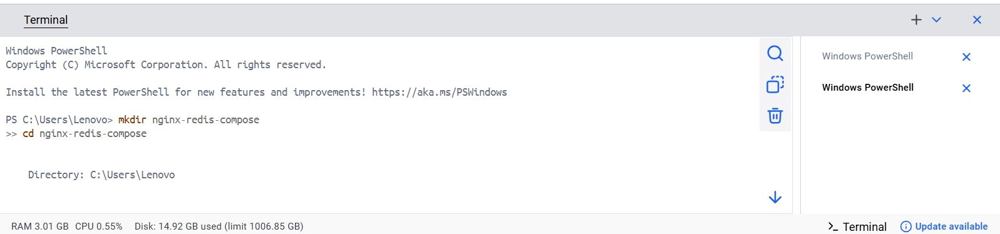 Terminal
Windows PowerShell
Copyright (C) Microsoft Corporation. All rights reserved.
Install the latest PowerShell for new features and improvements! https://aka.ms/PSWindows
PS C:\Users\Lenovo> mkdir nginx-redis-compose
>> cd nginx-redis-compose
Directory: C:\Users\Lenovo
Windows PowerShell
Windows PowerShell
RAM 3.01 GB CPU 0.55% Disk: 14.92 GB used (limit 1006.85 GB)
>_ Terminal
Update available